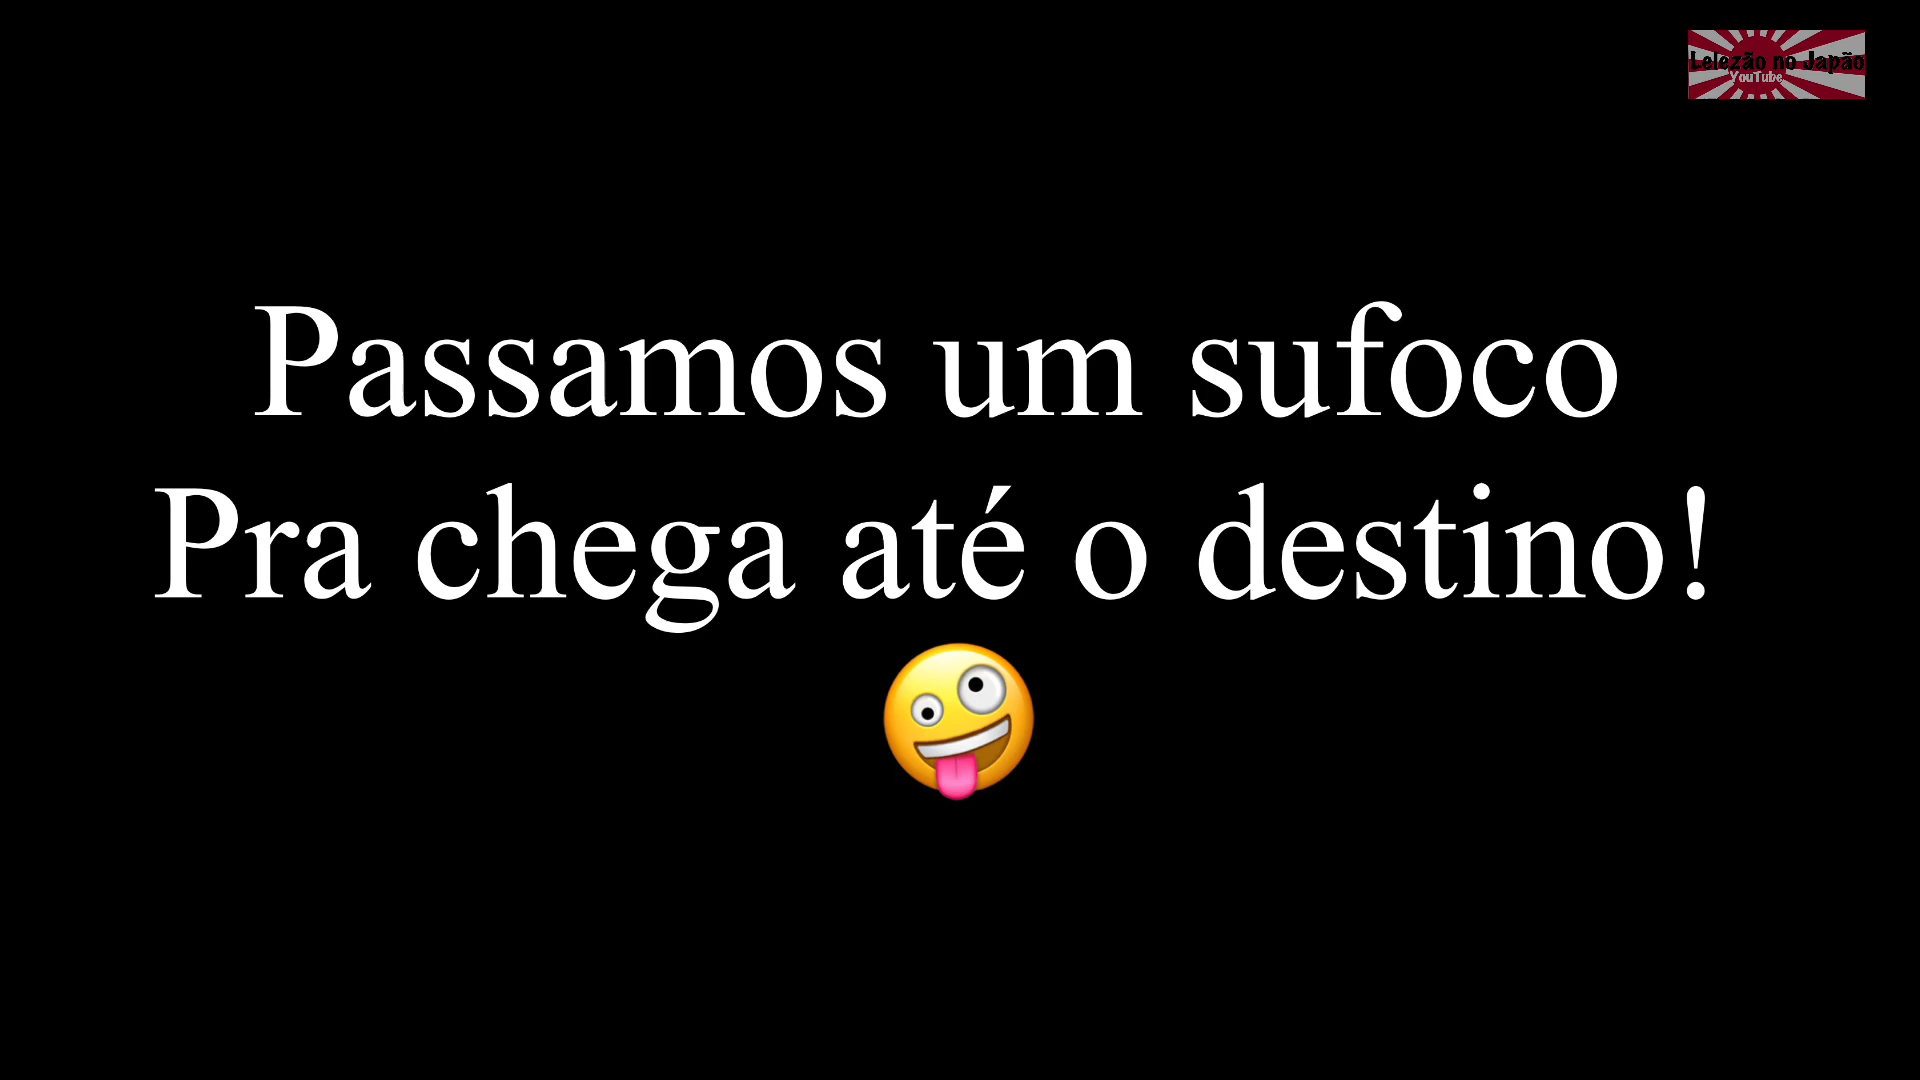 Lelezão no Japão
YouTube
Passamos um sufoco
Pra chega até o destino!